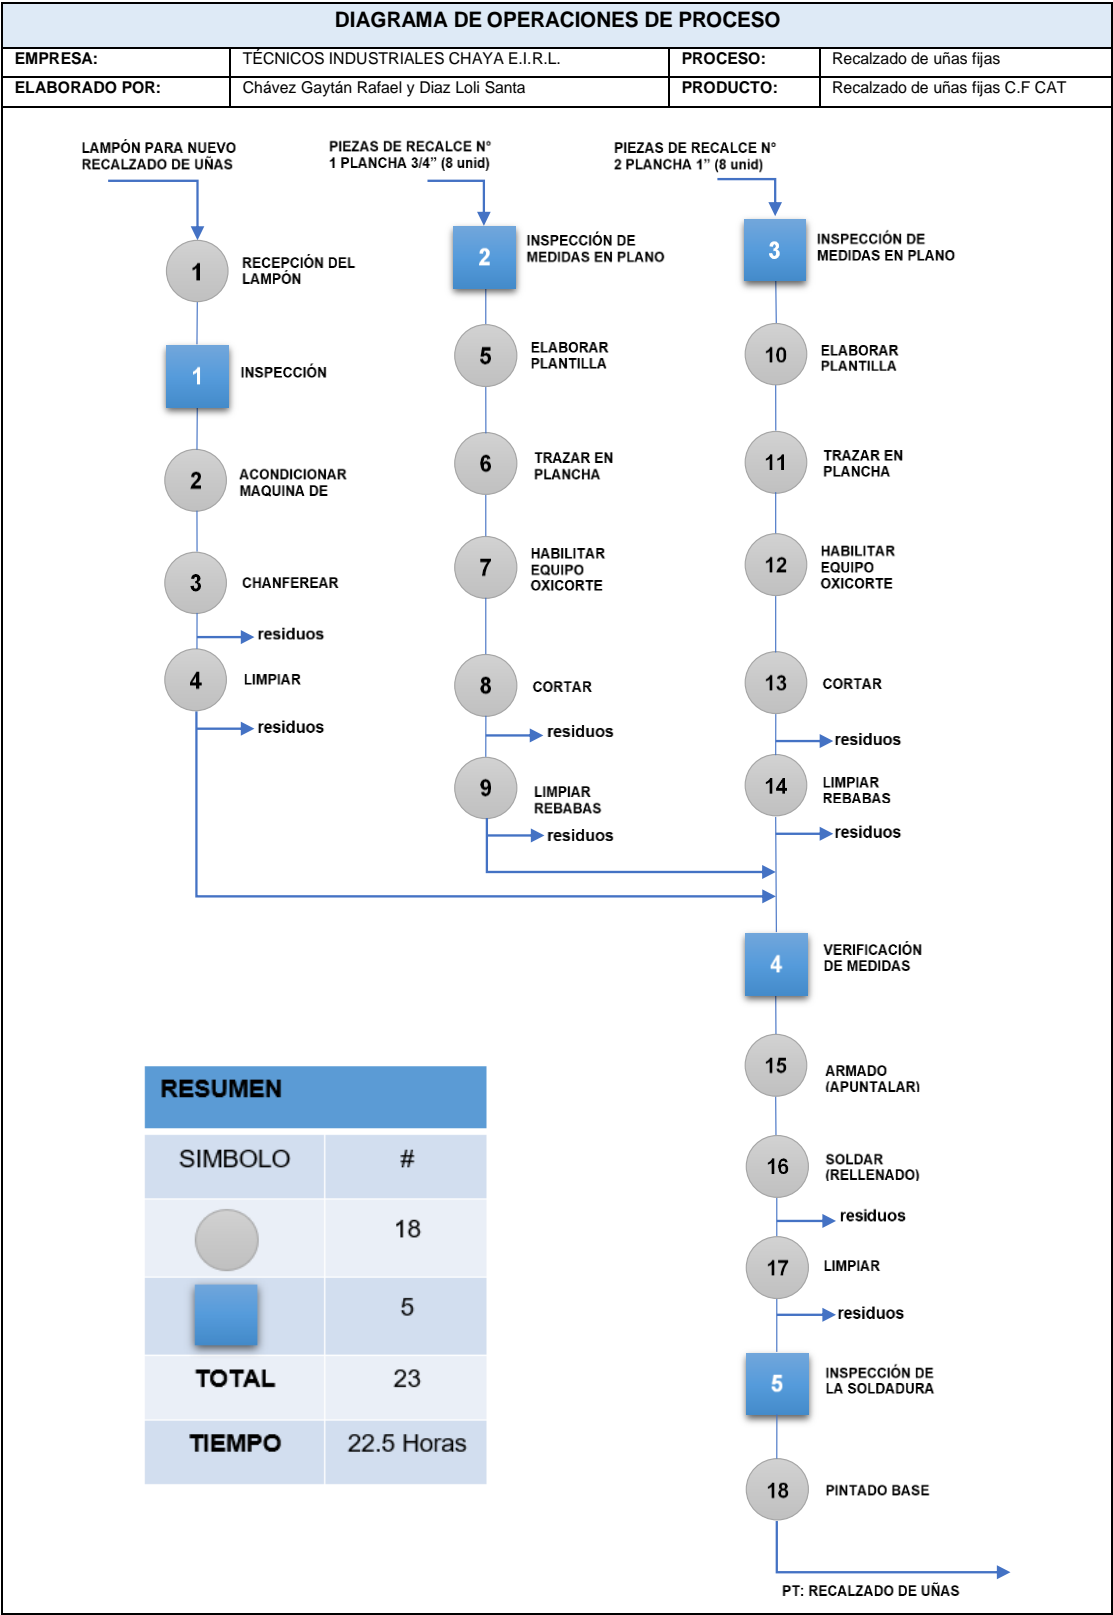 DIAGRAMA DE OPERACIONES DE PROCESO
EMPRESA: TÉCNICOS INDUSTRIALES CHAYA E.I.R.L. PROCESO: Recalzado de uñas fijas
ELABORADO POR: Chávez Gaytán Rafael y Diaz Loli Santa PRODUCTO: Recalzado de uñas fijas C.F CAT
LAMPÓN PARA NUEVO
RECALZADO DE UÑAS
1
RECEPCIÓN DEL
LAMPÓN
1
INSPECCIÓN
2
ACONDICIONAR
MAQUINA DE
3
CHANFEREAR
residuos
4
LIMPIAR
residuos
PIEZAS DE RECALCE N°
1 PLANCHA 3/4” (8 unid)
2
INSPECCIÓN DE
MEDIDAS EN PLANO
5
ELABORAR
PLANTILLA
6
TRAZAR EN
PLANCHA
7
HABILITAR
EQUIPO
OXICORTE
8
CORTAR
residuos
9
LIMPIAR
REBABAS
residuos
PIEZAS DE RECALCE N°
2 PLANCHA 1” (8 unid)
3
INSPECCIÓN DE
MEDIDAS EN PLANO
10
ELABORAR
PLANTILLA
11
TRAZAR EN
PLANCHA
12
HABILITAR
EQUIPO
OXICORTE
13
CORTAR
residuos
14
LIMPIAR
REBABAS
residuos
4
VERIFICACIÓN
DE MEDIDAS
15
ARMADO
(APUNTALAR)
16
SOLDAR
(RELLENADO)
residuos
17
LIMPIAR
residuos
5
INSPECCIÓN DE
LA SOLDADURA
18
PINTADO BASE
PT: RECALZADO DE UÑAS
RESUMEN
SIMBOLO #
18
5
TOTAL 23
TIEMPO 22.5 Horas